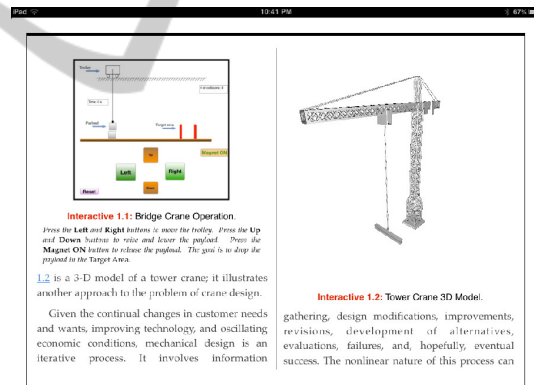 iPad
10:41 PM
67%
Trolley
# of collisions: 0
Time: 0 s
Payload
Target area
Up
Magnet ON
Left
Right
Down
Reset
Interactive 1.1: Bridge Crane Operation.
Press the Left and Right buttons to move the trolley. Press the Up
and Down buttons to raise and lower the payload. Press the
Magnet ON button to release the payload. The goal is to drop the
payload in the Target Area.
1.2 is a 3-D model of a tower crane; it illustrates
another approach to the problem of crane design.
Given the continual changes in customer needs
and wants, improving technology, and oscillating
economic conditions, mechanical design is an
iterative process. It involves information
Interactive 1.2: Tower Crane 3D Model.
gathering, design modifications, improvements,
revisions, development of alternatives,
evaluations, failures, and, hopefully, eventual
success. The nonlinear nature of this process can